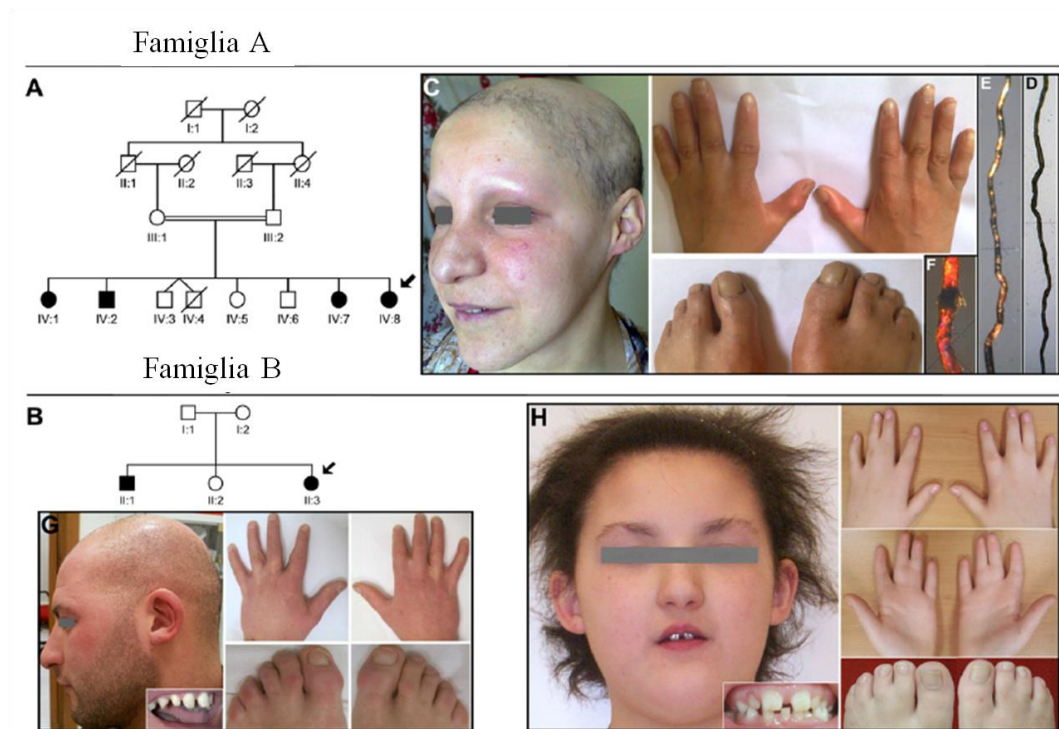 Famiglia A
A
C
E
D
I:1
I:2
II:1
II:2
II:3
II:4
III:1
III:2
F
IV:1
IV:2
IV:3
IV:4
IV:5
IV:6
IV:7
IV:8
Famiglia B
B
H
I:1
I:2
II:1
II:2
II:3
G